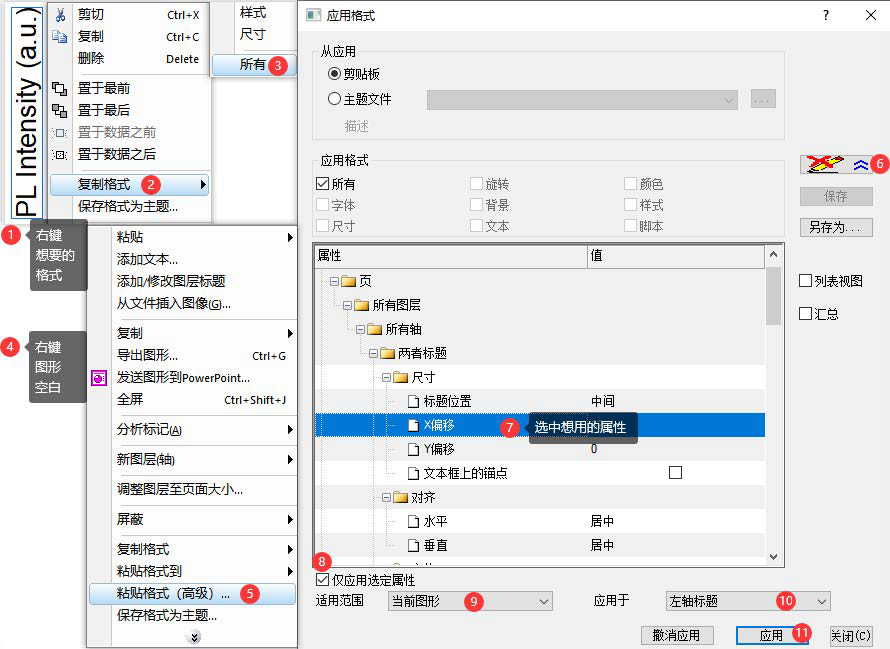 PL Intensity (a.u.)
剪切 Ctrl+X
复制 Ctrl+C
删除 Delete
置于最前
置于最后
置于数据之前
置于数据之后
复制格式 2
保存格式为主题...
样式
尺寸
所有 3
1 右键
想要的
格式
4 右键
图形
空白
粘贴
添加文本...
添加/修改图层标题
从文件插入图像(G)...
复制
导出图形... Ctrl+G
发送图形到PowerPoint...
全屏 Ctrl+Shift+J
分析标记(A)
新图层(轴)
调整图层至页面大小...
屏蔽
复制格式
粘贴格式到
粘贴格式（高级）... 5
保存格式为主题...
应用格式 ?
从应用
剪贴板
主题文件 ...
描述
应用格式
所有 旋转 颜色
字体 背景 样式
尺寸 文本 脚本
6
保存
另存为...
列表视图
汇总
属性 值
页
所有图层
所有轴
两者标题
尺寸
标题位置 中间
X偏移 7 选中想用的属性
Y偏移 0
文本框上的锚点
对齐
水平 居中
垂直 居中
8
仅应用选定属性
适用范围 当前图形 9 应用于 左轴标题 10
撤消应用 应用 11 关闭(C)